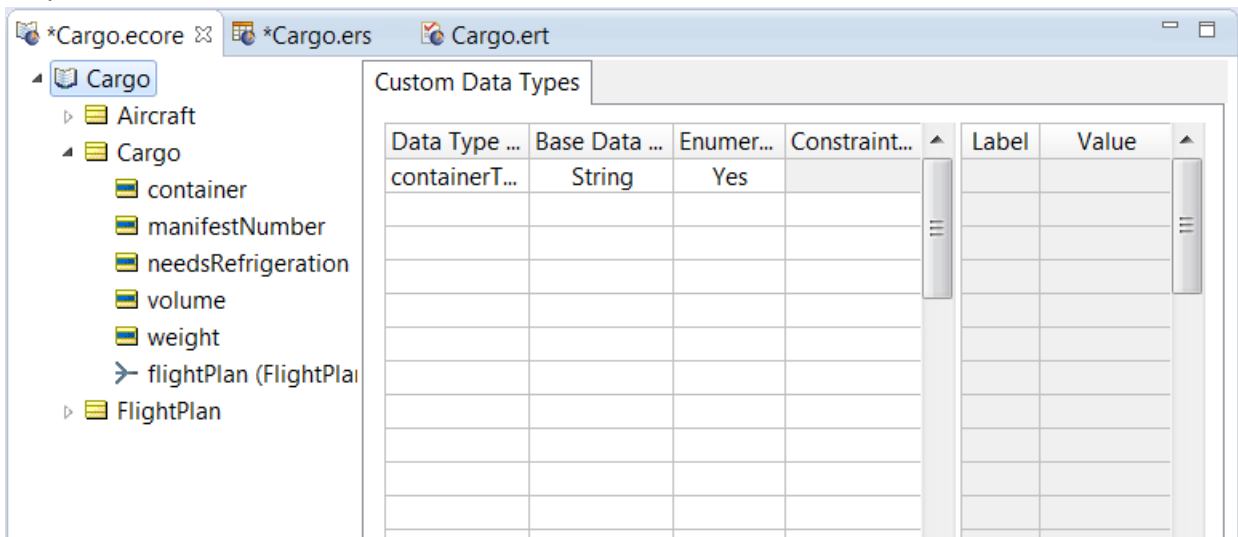 *Cargo.ecore *Cargo.ers Cargo.ert
Cargo
Aircraft
Cargo
container
manifestNumber
needsRefrigeration
volume
weight
flightPlan (FlightPla
FlightPlan
Custom Data Types
Data Type ... Base Data ... Enumer... Constraint... Label Value
containerT... String Yes